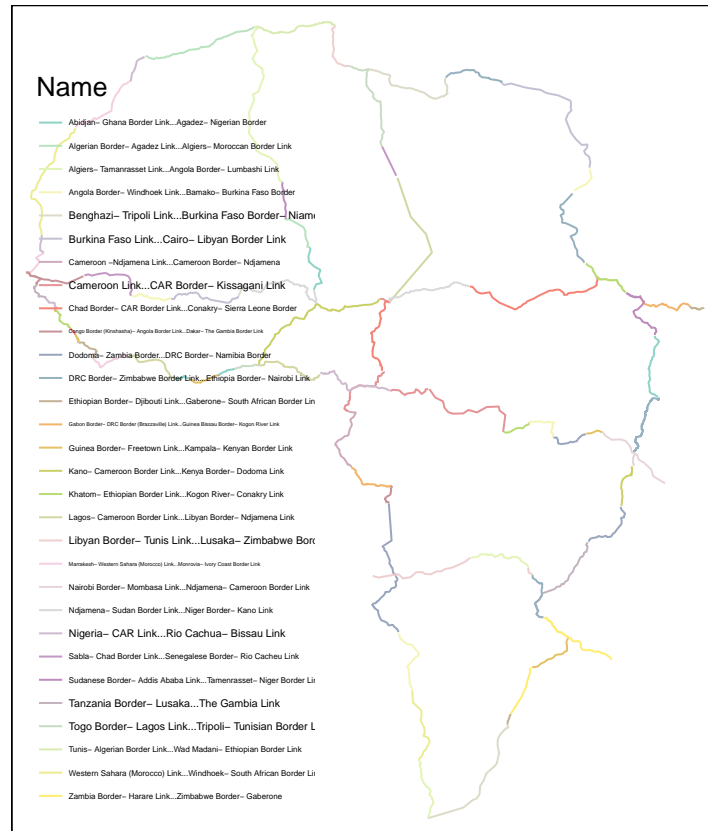 Name
Abidjan– Ghana Border Link...Agadez– Nigerian Border
Algerian Border– Agadez Link...Algiers– Moroccan Border Link
Algiers– Tamanrasset Link...Angola Border– Lumbashi Link
Angola Border– Windhoek Link...Bamako– Burkina Faso Border
Benghazi– Tripoli Link...Burkina Faso Border– Niam
Burkina Faso Link...Cairo– Libyan Border Link
Cameroon –Ndjamena Link...Cameroon Border– Ndjamena
Cameroon Link...CAR Border– Kissagani Link
Chad Border– CAR Border Link...Conakry– Sierra Leone Border
Congo Border (Kinshasha)– Angola Border Link...Dakar– The Gambia Border Link
Dodoma– Zambia Border...DRC Border– Namibia Border
DRC Border– Zimbabwe Border Link...Ethiopia Border– Nairobi Link
Ethiopian Border– Djibouti Link...Gaberone– South African Border Lin
Gabon Border– DRC Border (Brazzaville) Link...Guinea Bissau Border– Kogon River Link
Guinea Border– Freetown Link...Kampala– Kenyan Border Link
Kano– Cameroon Border Link...Kenya Border– Dodoma Link
Khatom– Ethiopian Border Link...Kogon River– Conakry Link
Lagos– Cameroon Border Link...Libyan Border– Ndjamena Link
Libyan Border– Tunis Link...Lusaka– Zimbabwe Bord
Marrakesh– Western Sahara (Morocco) Link...Monrovia– Ivory Coast Border Link
Nairobi Border– Mombasa Link...Ndjamena– Cameroon Border Link
Ndjamena– Sudan Border Link...Niger Border– Kano Link
Nigeria– CAR Link...Rio Cachua– Bissau Link
Sabla– Chad Border Link...Senegalese Border– Rio Cacheu Link
Sudanese Border– Addis Ababa Link...Tamenrasset– Niger Border Lin
Tanzania Border– Lusaka...The Gambia Link
Togo Border– Lagos Link...Tripoli– Tunisian Border L
Tunis– Algerian Border Link...Wad Madani– Ethiopian Border Link
Western Sahara (Morocco) Link...Windhoek– South African Border Lin
Zambia Border– Harare Link...Zimbabwe Border– Gaberone